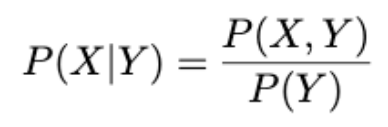 P(X|Y) = P(X, Y) / P(Y)